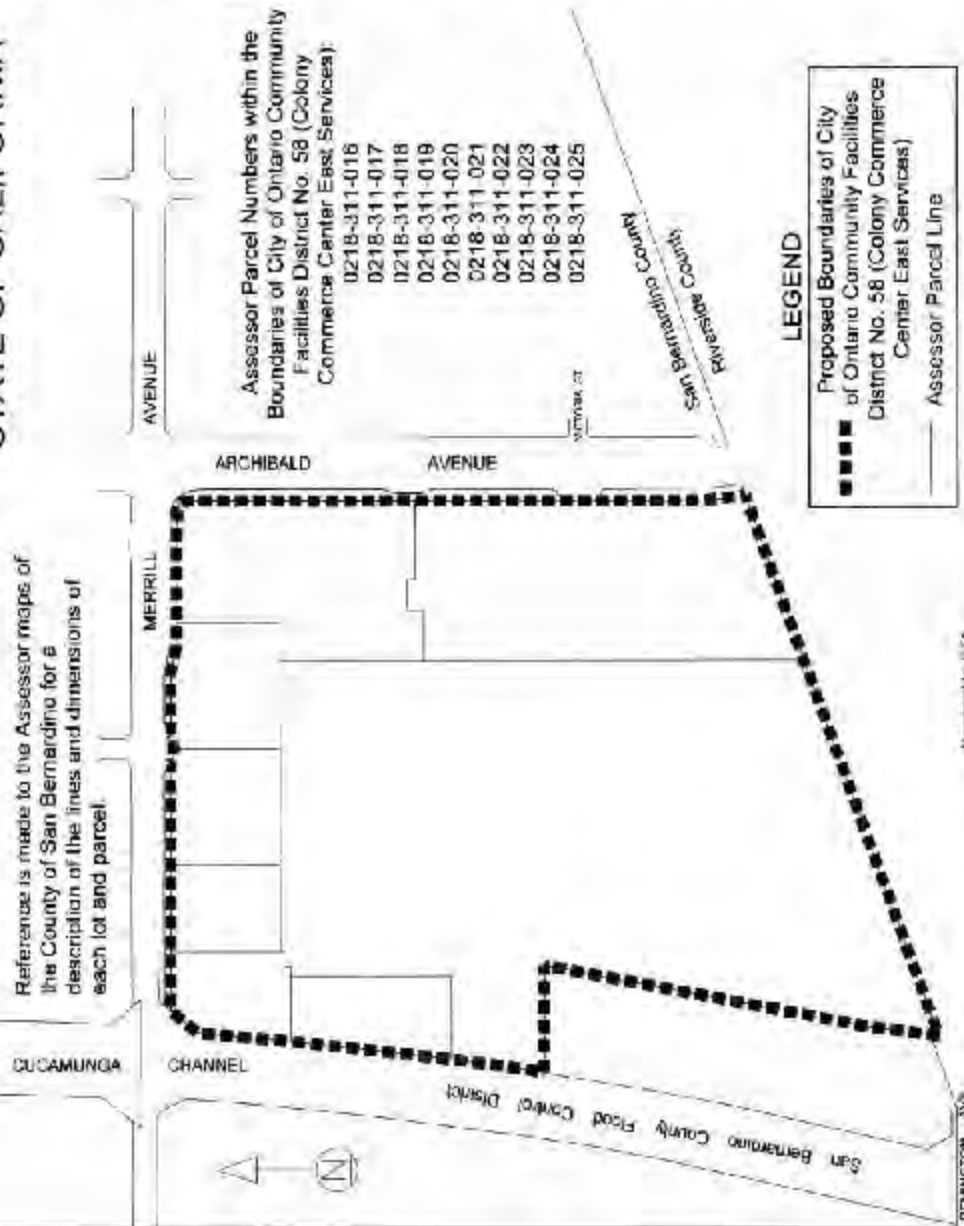 Reference is made to the Assessor maps of
the County of San Bernardino for a
description of the lines and dimensions of
each lot and parcel.
CUCAMUNGA
CHANNEL
MERRILL
AVENUE
ARCHIBALD
AVENUE
Assessor Parcel Numbers within the
Boundaries of City of Ontario Community
Facilities District No. 58 (Colony
Commerce Center East Services):
0218-311-016
0218-311-017
0218-311-018
0218-311-019
0218-311-020
0218-311-021
0218-311-022
0218-311-023
0218-311-024
0218-311-025
San Bernardino County
Riverside County
San Bernardino County Flood Control District
N
LEGEND
Proposed Boundaries of City
of Ontario Community Facilities
District No. 58 (Colony Commerce
Center East Services)
Assessor Parcel Line